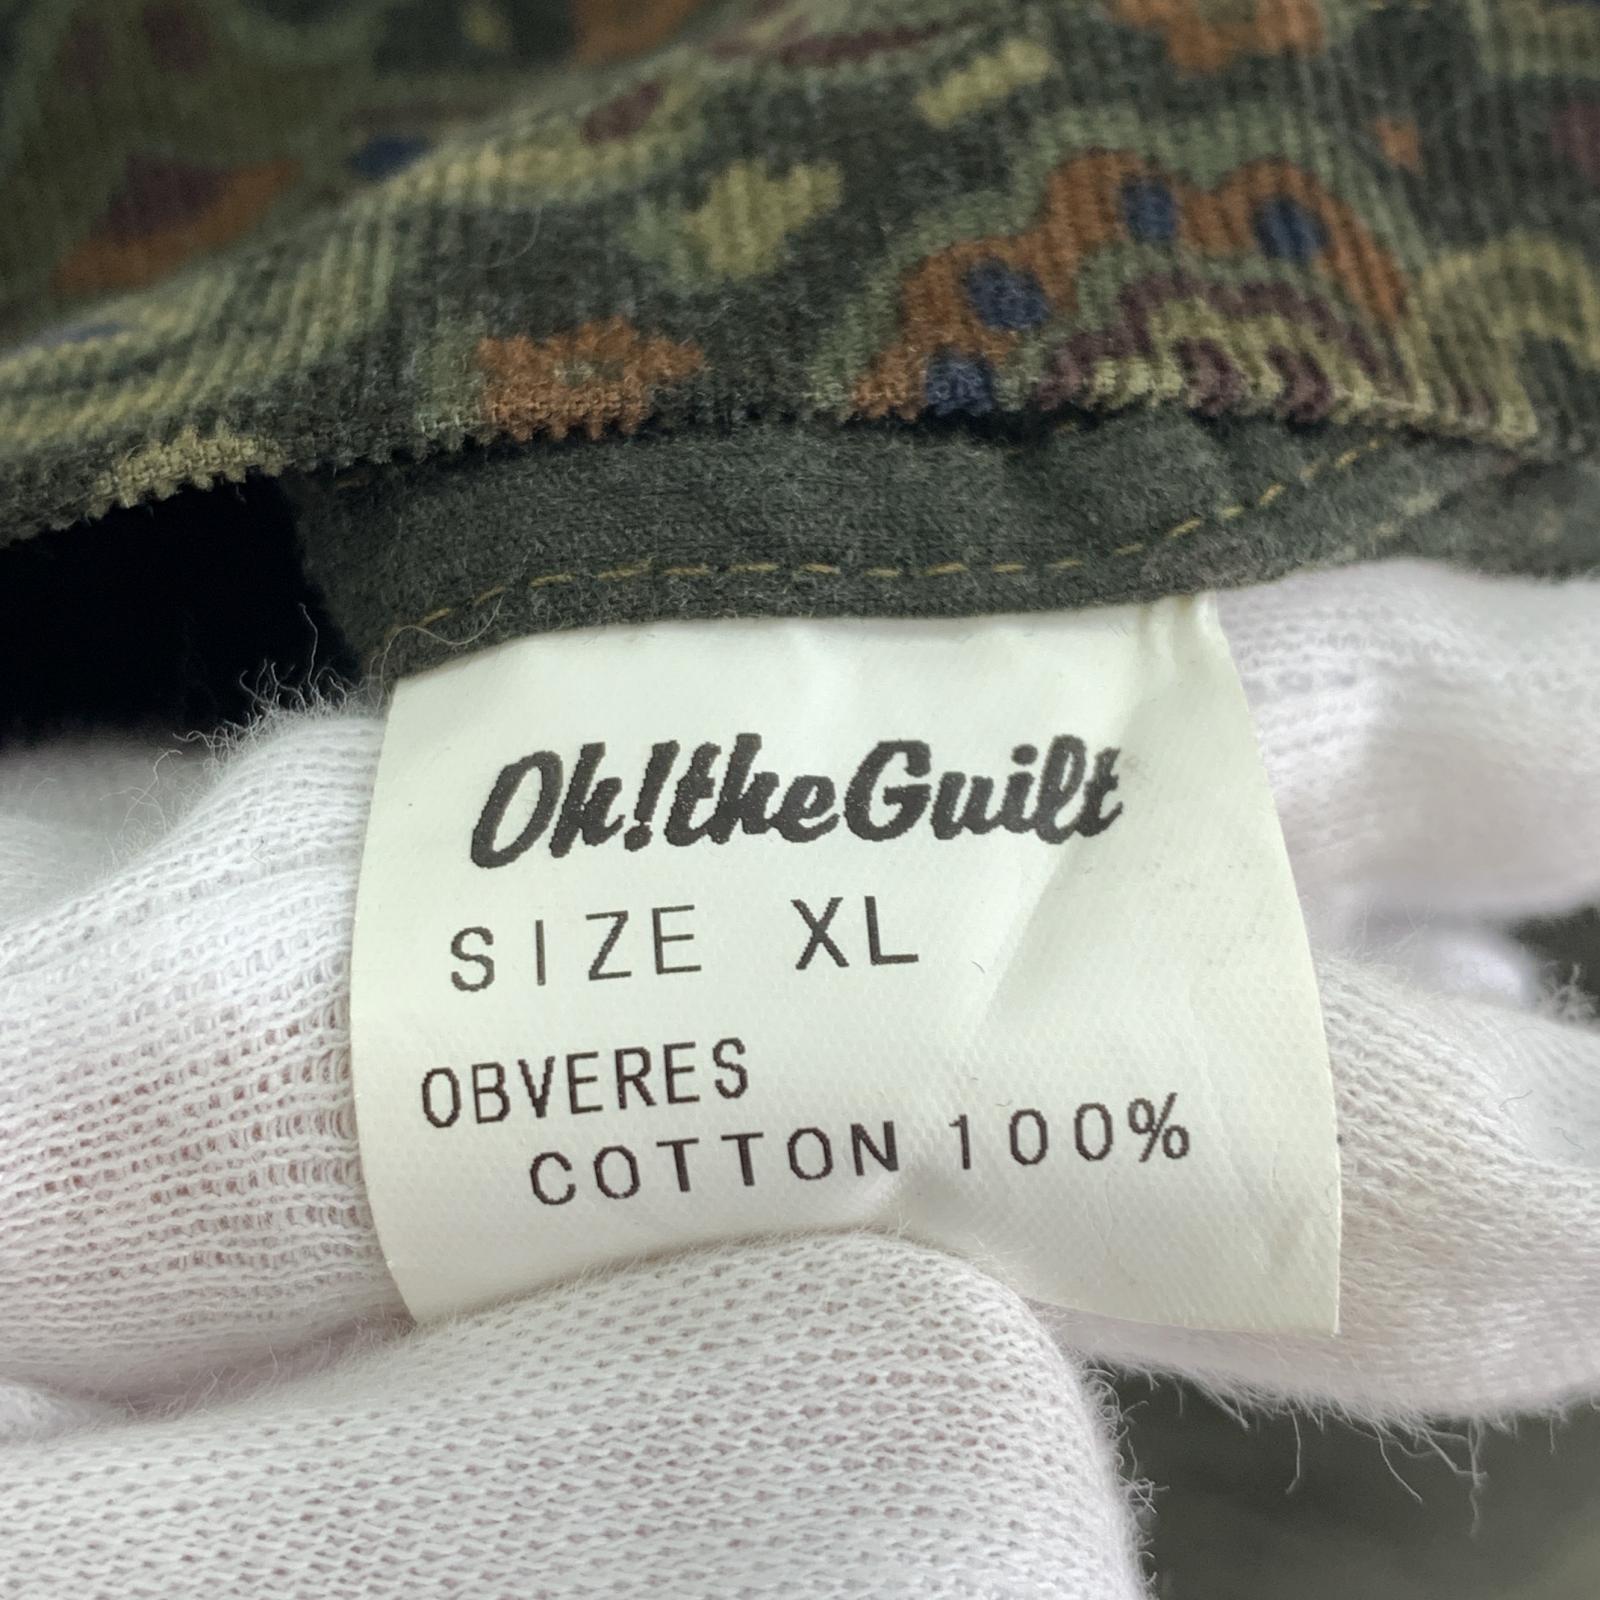 Oh!theGuilt
SIZE XL
OBVERES
COTTON 100%